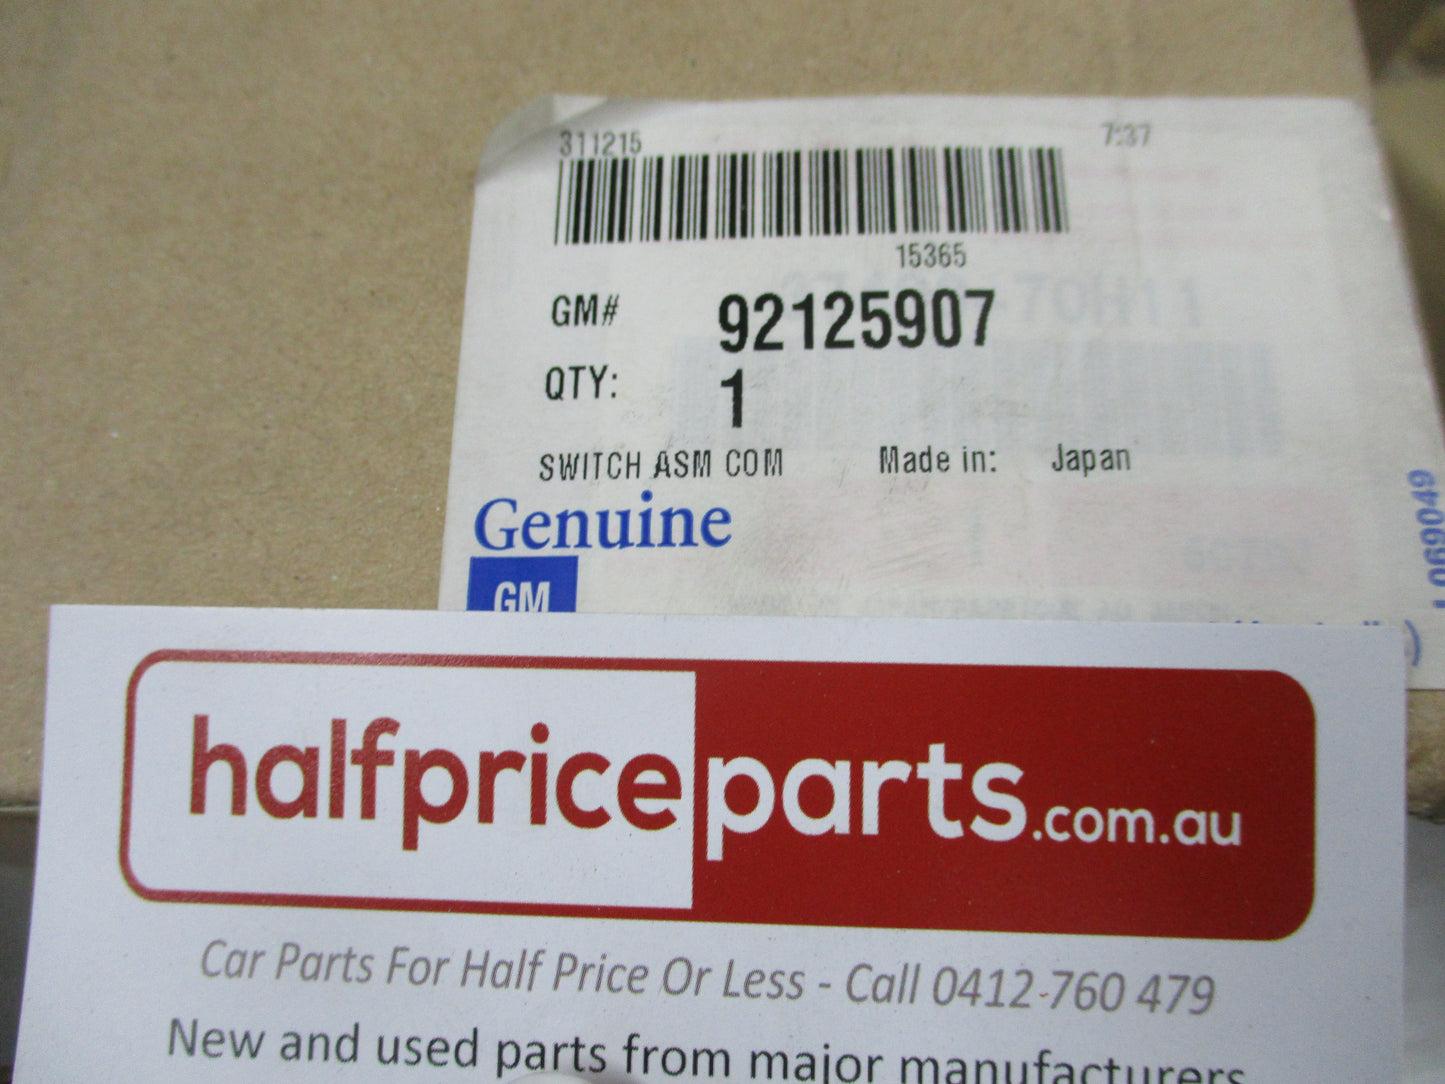 311215 7:37
15365
GM# 92125907
QTY: 1
SWITCH ASM COM Made in: Japan
Genuine
GM
L069049
halfpriceparts.com.au
Car Parts For Half Price Or Less - Call 0412 760 479
New and used parts from major manufacturers